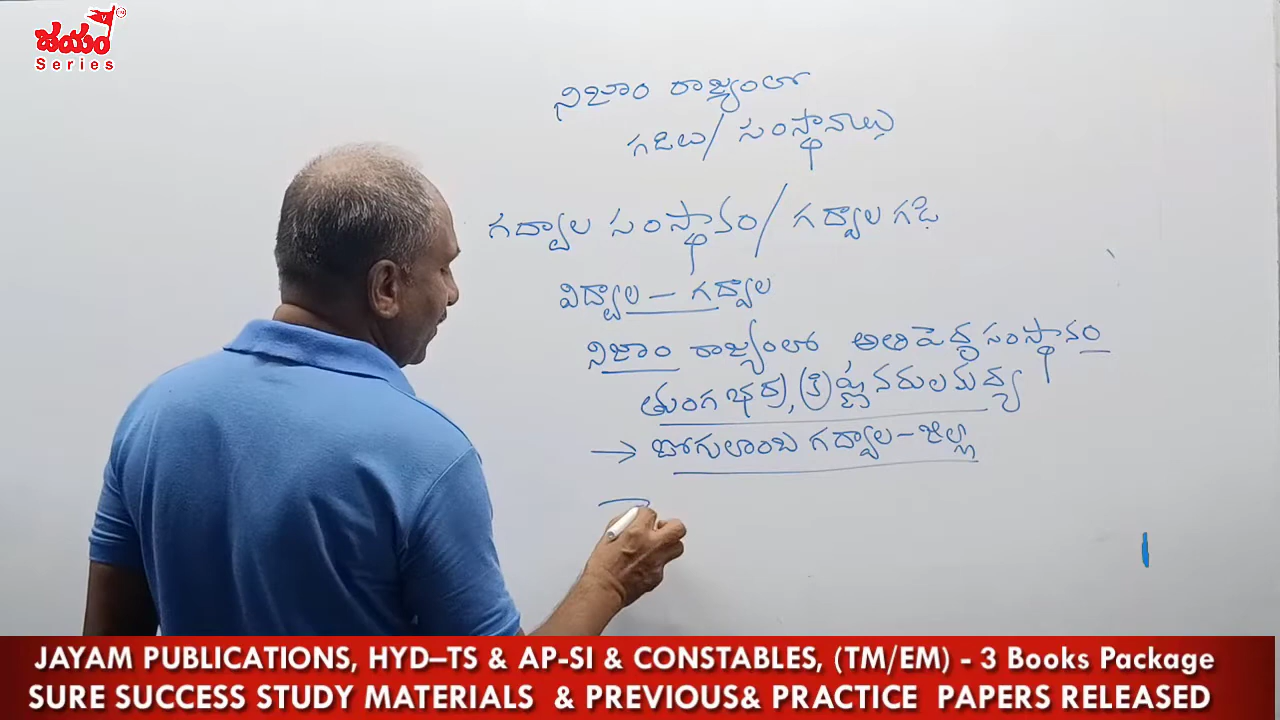 జయం
Series
నిజాం రాజ్యంలో
గడీలు/ సంస్థానాలు
గద్వాల సంస్థానం/ గద్వాల గడి
విద్వాల – గద్వాల
నిజాం రాజ్యంలో అతి పెద్ద సంస్థానం
తుంగభద్ర, క్రిష్ణ నదుల మధ్య
→ జోగులాంబ గద్వాల – జిల్లా
JAYAM PUBLICATIONS, HYD–TS & AP-SI & CONSTABLES, (TM/EM) - 3 Books Package
SURE SUCCESS STUDY MATERIALS & PREVIOUS& PRACTICE PAPERS RELEASED